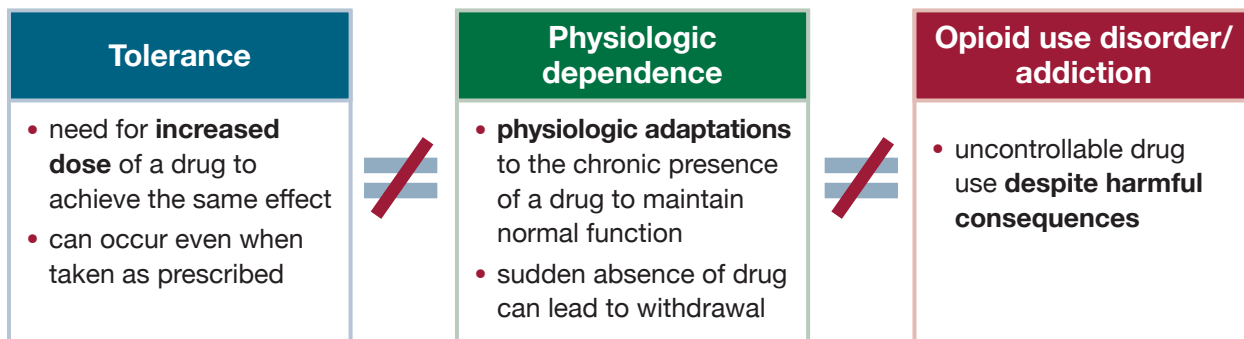 Tolerance
• need for increased
dose of a drug to
achieve the same effect
• can occur even when
taken as prescribed
≠
Physiologic
dependence
• physiologic adaptations
to the chronic presence
of a drug to maintain
normal function
• sudden absence of drug
can lead to withdrawal
≠
Opioid use disorder/
addiction
• uncontrollable drug
use despite harmful
consequences